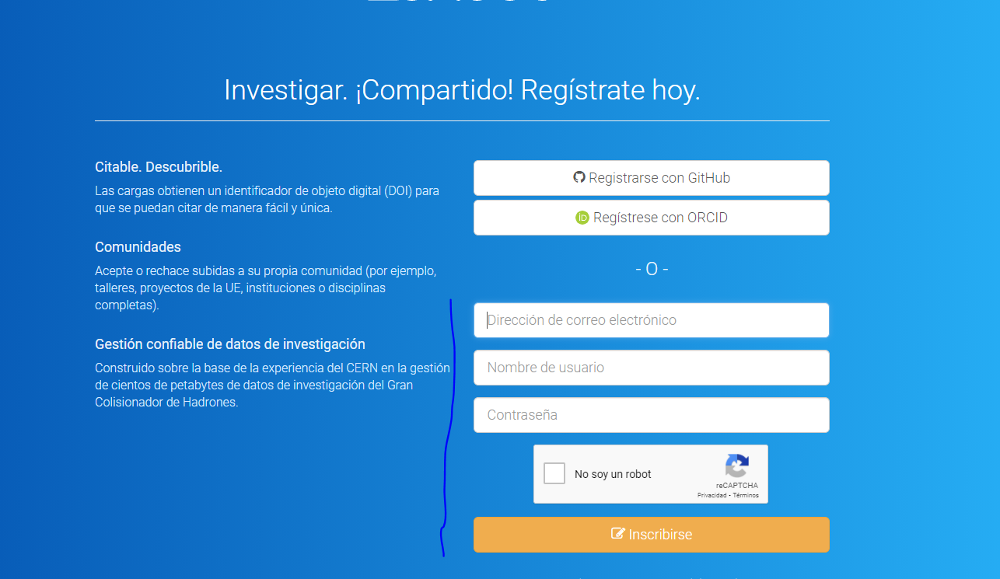 Investigar. ¡Compartido! Regístrate hoy.
Citable. Descubrible.
Las cargas obtienen un identificador de objeto digital (DOI) para
que se puedan citar de manera fácil y única.
Comunidades
Acepte o rechace subidas a su propia comunidad (por ejemplo,
talleres, proyectos de la UE, instituciones o disciplinas
completas).
Gestión confiable de datos de investigación
Construido sobre la base de la experiencia del CERN en la gestión
de cientos de petabytes de datos de investigación del Gran
Colisionador de Hadrones.
Registrarse con GitHub
iD Regístrese con ORCID
- O -
Dirección de correo electrónico
Nombre de usuario
Contraseña
No soy un robot
reCAPTCHA
Privacidad - Términos
Inscribirse